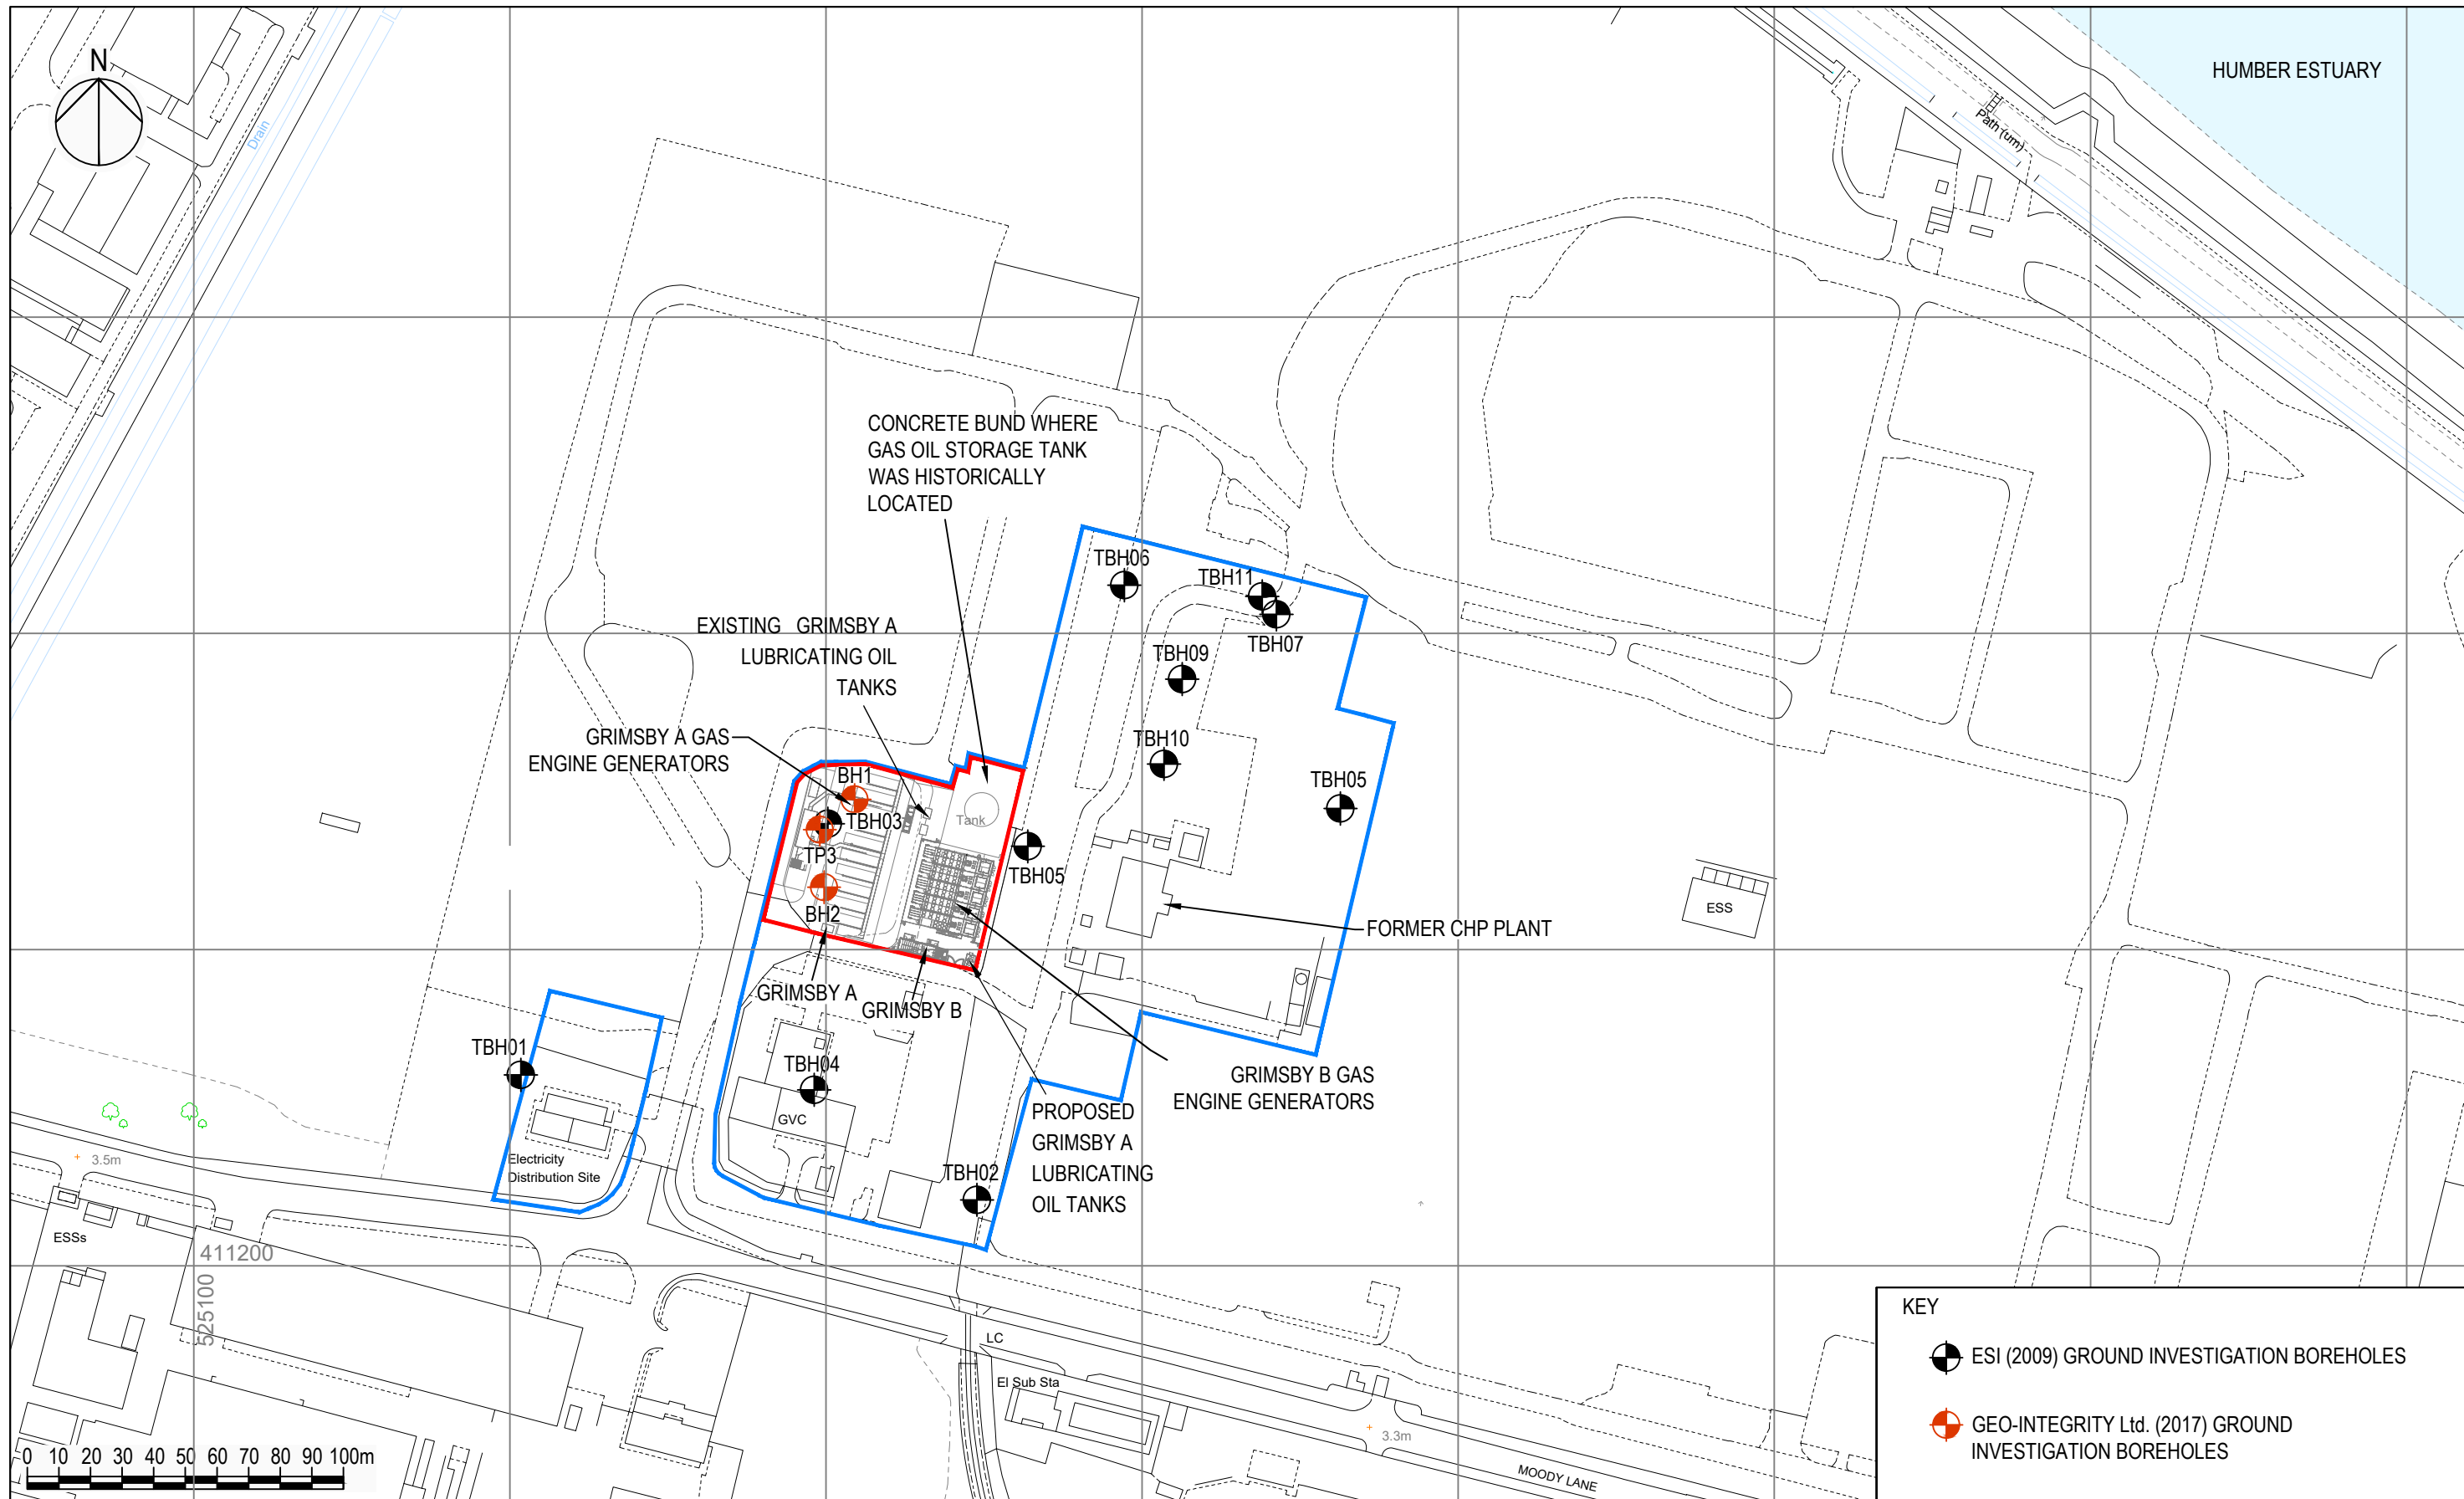 N
HUMBER ESTUARY
Drain
Path (um)
CONCRETE BUND WHERE
GAS OIL STORAGE TANK
WAS HISTORICALLY
LOCATED
TBH06
TBH11
TBH07
EXISTING GRIMSBY A
LUBRICATING OIL
TANKS
TBH09
GRIMSBY A GAS
ENGINE GENERATORS
TBH10
BH1
TBH05
TBH03
Tank
TP3
TBH05
BH2
ESS
FORMER CHP PLANT
GRIMSBY A
GRIMSBY B
TBH01
TBH04
GRIMSBY B GAS
ENGINE GENERATORS
PROPOSED
GRIMSBY A
LUBRICATING
OIL TANKS
GVC
3.5m
Electricity
Distribution Site
TBH02
ESSs
411200
525100
LC
El Sub Sta
3.3m
MOODY LANE
0 10 20 30 40 50 60 70 80 90 100m
KEY
ESI (2009) GROUND INVESTIGATION BOREHOLES
GEO-INTEGRITY Ltd. (2017) GROUND
INVESTIGATION BOREHOLES